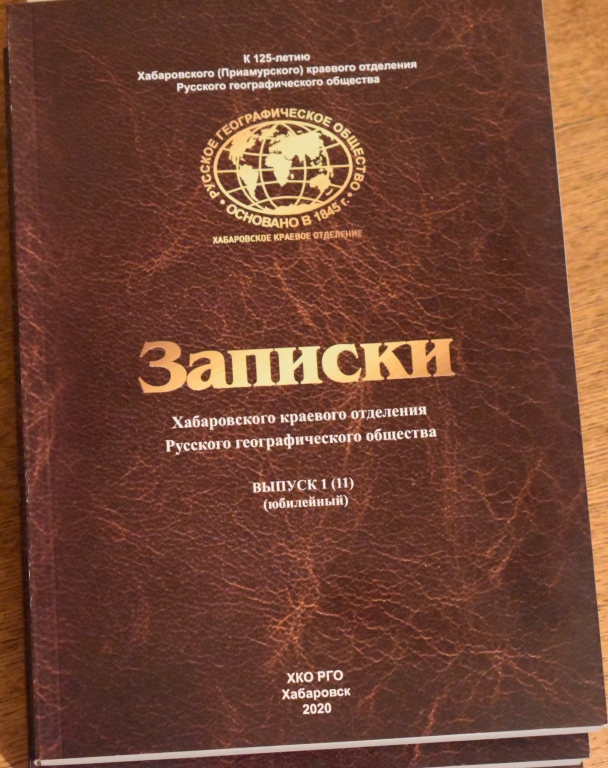 К 125-летию
Хабаровского (Приамурского) краевого отделения
Русского географического общества
РУССКОЕ ГЕОГРАФИЧЕСКОЕ ОБЩЕСТВО
• ОСНОВАНО В 1845 г. •
ХАБАРОВСКОЕ КРАЕВОЕ ОТДЕЛЕНИЕ
Записки
Хабаровского краевого отделения
Русского географического общества
ВЫПУСК 1 (11)
(юбилейный)
ХКО РГО
Хабаровск
2020